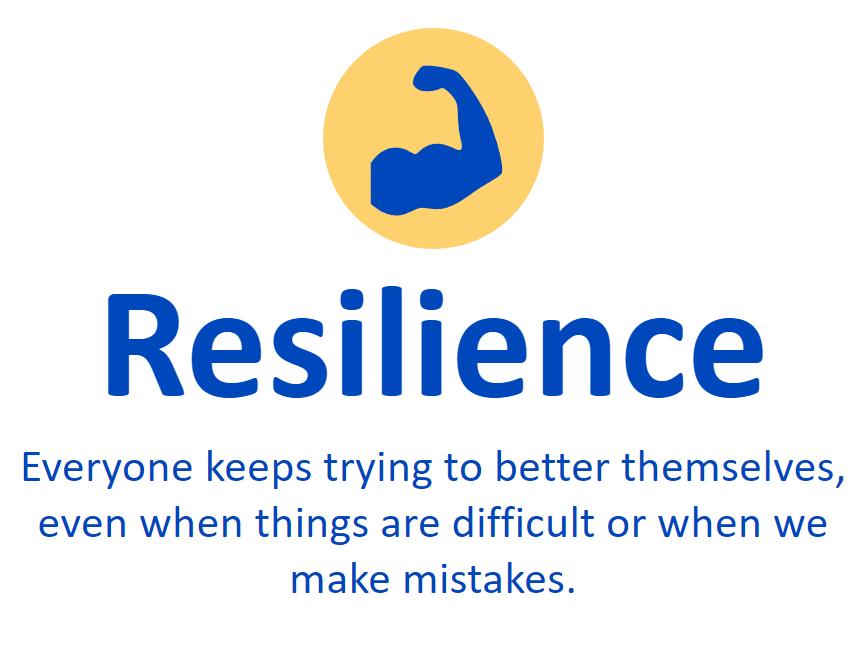 Resilience
Everyone keeps trying to better themselves,
even when things are difficult or when we
make mistakes.